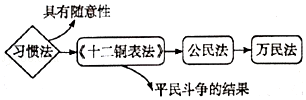 具有随意性
习惯法
《十二铜表法》
公民法
万民法
平民斗争的结果